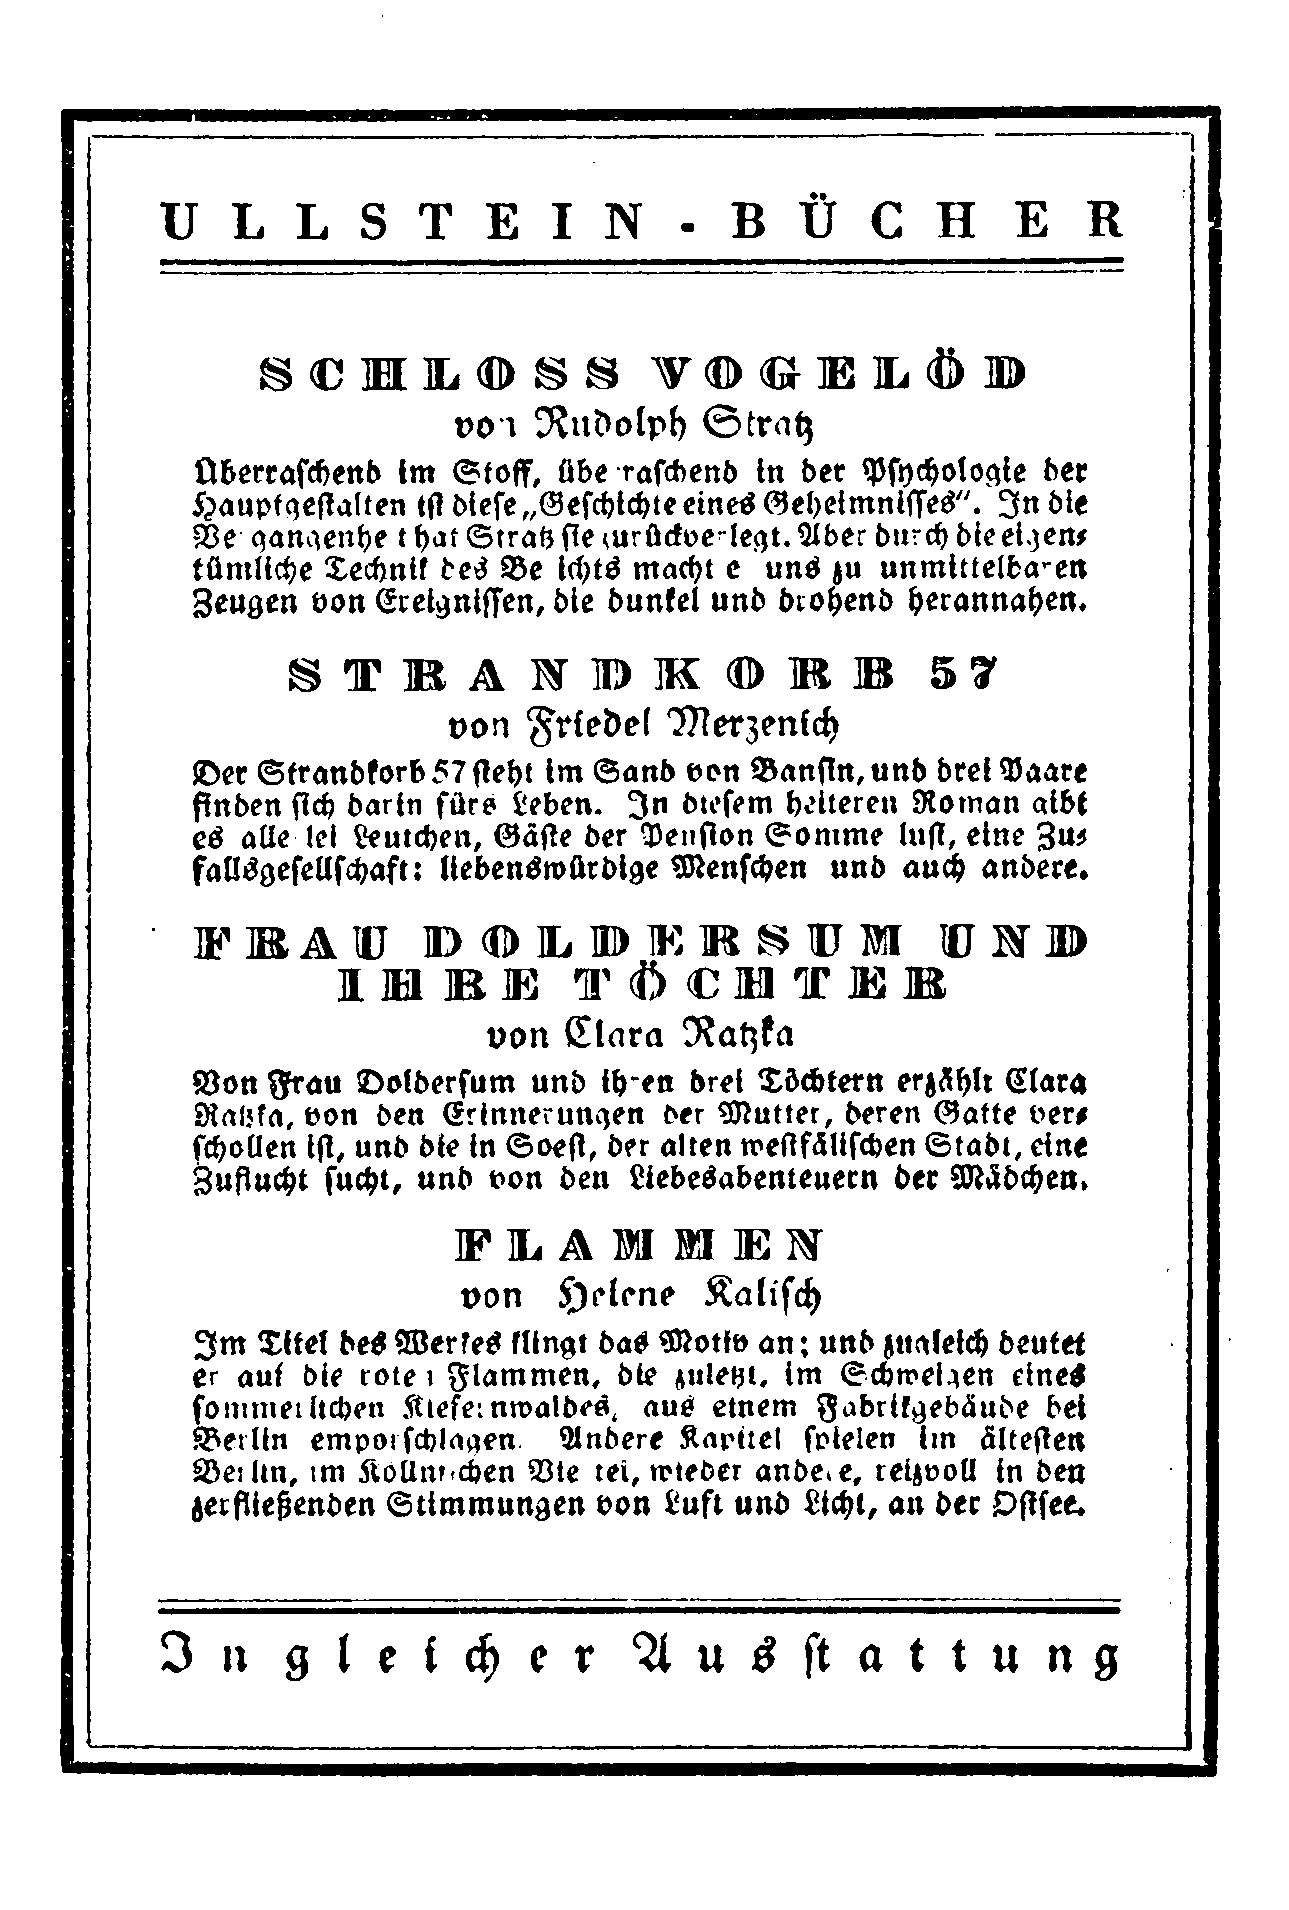 ULLSTEIN-BÜCHER
SCHLOSS VOGELÖD
von Rudolph Stratz
Überraschend im Stoff, überraschend in der Psychologie der
Hauptgestalten ist diese „Geschichte eines Geheimnisses“. In die
Vergangenheit hat Stratz sie zurückverlegt. Aber durch die eigen-
tümliche Technik des Berichts macht er uns zu unmittelbaren
Zeugen von Ereignissen, die dunkel und drohend herannahen.
STRANDKORB 57
von Friedel Merzenich
Der Strandkorb 57 steht im Sand von Bansin, und drei Paare
finden sich darin fürs Leben. In diesem heiteren Roman gibt
es allerlei Leutchen, Gäste der Pension Sommerlust, eine Zu-
fallsgesellschaft: liebenswürdige Menschen und auch andere.
FRAU DOLDERSUM UND
IHRE TÖCHTER
von Clara Ratzka
Von Frau Doldersum und ihren drei Töchtern erzählt Clara
Ratzka, von den Erinnerungen der Mutter, deren Gatte ver-
schollen ist, und die in Soest, der alten westfälischen Stadt, eine
Zuflucht sucht, und von den Liebesabenteuern der Mädchen.
FLAMMEN
von Helene Kalisch
Im Titel des Werkes klingt das Motiv an; und zugleich deutet
er auf die roten Flammen, die zuletzt, im Schweigen eines
sommerlichen Kiefernwaldes, aus einem Fabrikgebäude bei
Berlin emporschlagen. Andere Kapitel spielen im ältesten
Berlin, im Köllnischen Viertel, wieder andere, reizvoll in den
zerfließenden Stimmungen von Luft und Licht, an der Ostsee.
In gleicher Ausstattung